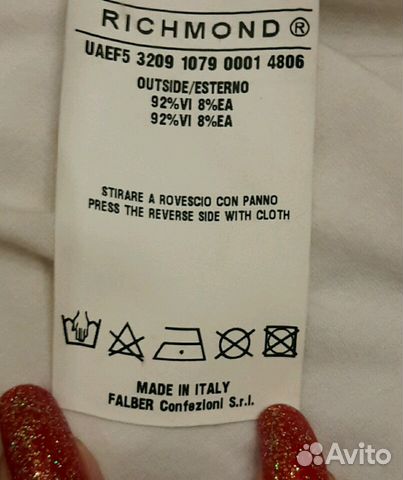 RICHMOND ®
UAEF5 3209 1079 0001 4806
OUTSIDE/ESTERNO
92%VI 8%EA
92%VI 8%EA
STIRARE A ROVESCIO CON PANNO
PRESS THE REVERSE SIDE WITH CLOTH
MADE IN ITALY
FALBER Confezioni S.r.l.
Avito